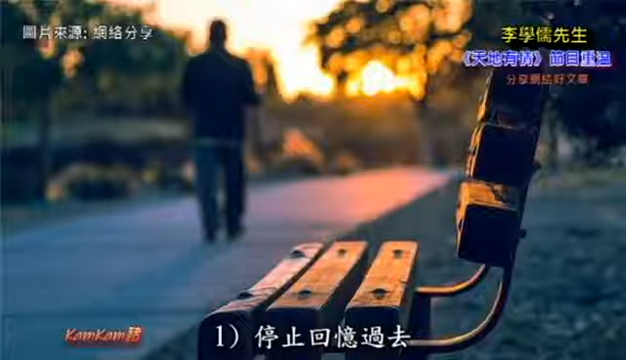 圖片來源: 網絡分享
李學儒先生
《天地有情》節目重溫
分享網絡好文章
KamKam豬
1) 停止回憶過去